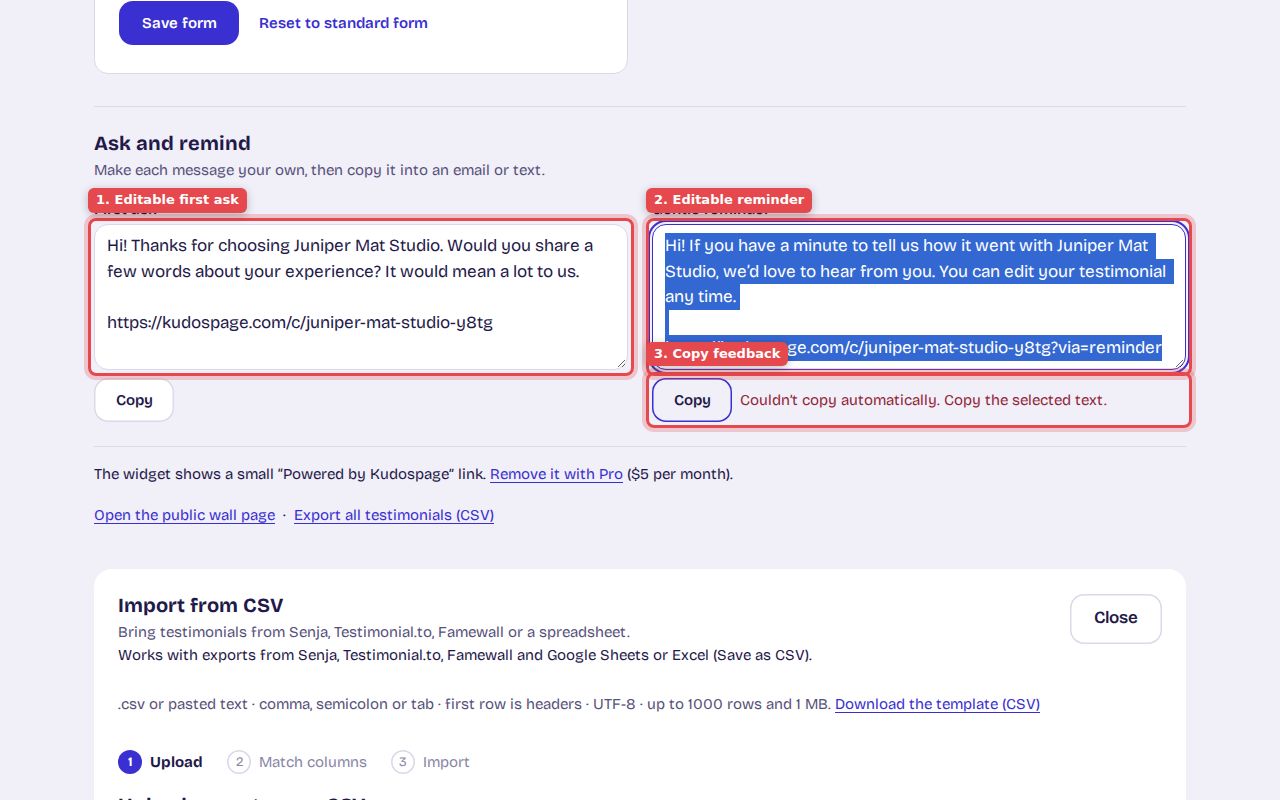 Save form
Reset to standard form
Ask and remind
Make each message your own, then copy it into an email or text.
1. Editable first ask
2. Editable reminder
Hi! Thanks for choosing Juniper Mat Studio. Would you share a
few words about your experience? It would mean a lot to us.
https://kudospage.com/c/juniper-mat-studio-y8tg
Hi! If you have a minute to tell us how it went with Juniper Mat
Studio, we'd love to hear from you. You can edit your testimonial
any time.
ge.com/c/juniper-mat-studio-y8tg?via=reminder
3. Copy feedback
Copy
Copy
Couldn't copy automatically. Copy the selected text.
The widget shows a small “Powered by Kudospage” link. Remove it with Pro ($5 per month).
Open the public wall page · Export all testimonials (CSV)
Import from CSV
Close
Bring testimonials from Senja, Testimonial.to, Famewall or a spreadsheet.
Works with exports from Senja, Testimonial.to, Famewall and Google Sheets or Excel (Save as CSV).
.csv or pasted text · comma, semicolon or tab · first row is headers · UTF-8 · up to 1000 rows and 1 MB. Download the template (CSV)
1 Upload
2 Match columns
3 Import